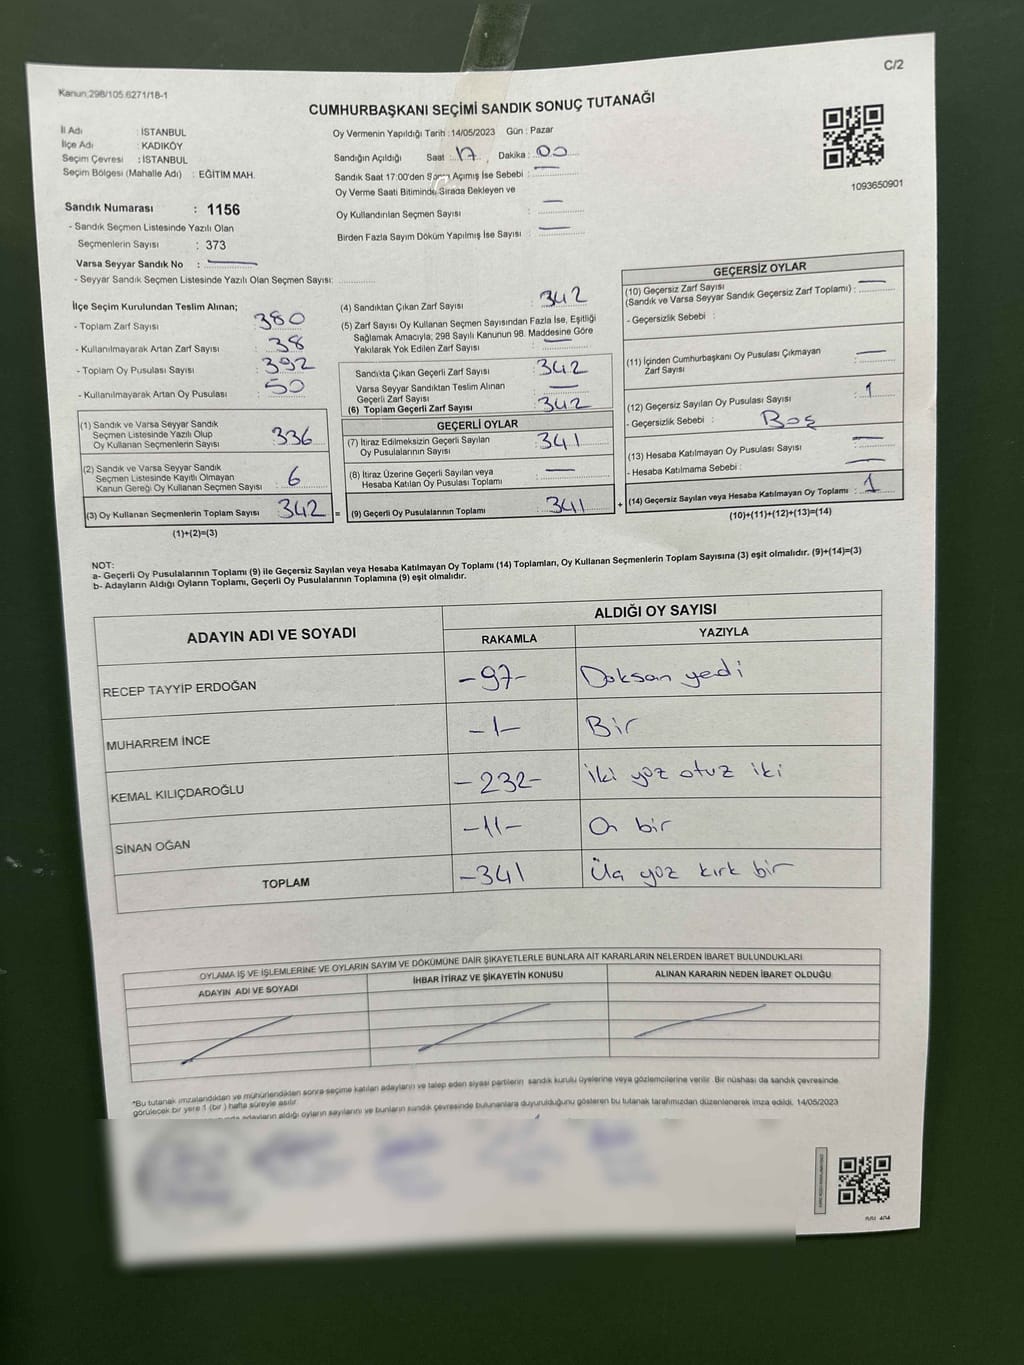 C/2
Kanun:298/105.6271/18-1
CUMHURBAŞKANI SEÇİMİ SANDIK SONUÇ TUTANAĞI
İl Adı : İSTANBUL
İlçe Adı : KADIKÖY
Seçim Çevresi : İSTANBUL
Seçim Bölgesi (Mahalle Adı) : EĞİTİM MAH.
Sandık Numarası : 1156
- Sandık Seçmen Listesinde Yazılı Olan
Seçmenlerin Sayısı : 373
Varsa Seyyar Sandık No :
- Seyyar Sandık Seçmen Listesinde Yazılı Olan Seçmen Sayısı:
Oy Vermenin Yapıldığı Tarih :14/05/2023 Gün : Pazar
Sandığın Açıldığı Saat : 17 Dakika : 00
Sandık Saat 17:00'den Sonra Açımış İse Sebebi :
Oy Verme Saati Bitiminde Sırada Bekleyen ve
Oy Kullandırılan Seçmen Sayısı :
Birden Fazla Sayım Döküm Yapılmış İse Sayısı :
1093650901
İlçe Seçim Kurulundan Teslim Alınan;
- Toplam Zarf Sayısı : 380
- Kullanılmayarak Artan Zarf Sayısı : 38
- Toplam Oy Pusulası Sayısı : 392
- Kullanılmayarak Artan Oy Pusulası : 50
(1) Sandık ve Varsa Seyyar Sandık
Seçmen Listesinde Yazılı Olup
Oy Kullanan Seçmenlerin Sayısı : 336
(2) Sandık ve Varsa Seyyar Sandık
Seçmen Listesinde Kayıtlı Olmayan
Kanun Gereği Oy Kullanan Seçmen Sayısı : 6
(3) Oy Kullanan Seçmenlerin Toplam Sayısı : 342 =
(1)+(2)=(3)
(4) Sandıktan Çıkan Zarf Sayısı : 342
(5) Zarf Sayısı Oy Kullanan Seçmen Sayısından Fazla İse, Eşitliği
Sağlamak Amacıyla; 298 Sayılı Kanunun 98. Maddesine Göre
Yakılarak Yok Edilen Zarf Sayısı :
Sandıkta Çıkan Geçerli Zarf Sayısı : 342
Varsa Seyyar Sandıktan Teslim Alınan
Geçerli Zarf Sayısı :
(6) Toplam Geçerli Zarf Sayısı : 342
GEÇERLİ OYLAR
(7) İtiraz Edilmeksizin Geçerli Sayılan
Oy Pusulalarının Sayısı : 341
(8) İtiraz Üzerine Geçerli Sayılan veya
Hesaba Katılan Oy Pusulası Toplamı :
(9) Geçerli Oy Pusulalarının Toplamı : 341 +
GEÇERSİZ OYLAR
(10) Geçersiz Zarf Sayısı
(Sandık ve Varsa Seyyar Sandık Geçersiz Zarf Toplamı) :
- Geçersizlik Sebebi :
(11) İçinden Cumhurbaşkanı Oy Pusulası Çıkmayan
Zarf Sayısı :
(12) Geçersiz Sayılan Oy Pusulası Sayısı : 1
- Geçersizlik Sebebi : Boş
(13) Hesaba Katılmayan Oy Pusulası Sayısı :
- Hesaba Katılmama Sebebi :
(14) Geçersiz Sayılan veya Hesaba Katılmayan Oy Toplamı : 1
(10)+(11)+(12)+(13)=(14)
NOT:
a- Geçerli Oy Pusulalarının Toplamı (9) ile Geçersiz Sayılan veya Hesaba Katılmayan Oy Toplamı (14) Toplamları, Oy Kullanan Seçmenlerin Toplam Sayısına (3) eşit olmalıdır. (9)+(14)=(3)
b- Adayların Aldığı Oyların Toplamı, Geçerli Oy Pusulalarının Toplamına (9) eşit olmalıdır.
ADAYIN ADI VE SOYADI
ALDIĞI OY SAYISI
RAKAMLA YAZIYLA
RECEP TAYYİP ERDOĞAN -97- Doksan yedi
MUHARREM İNCE -1- Bir
KEMAL KILIÇDAROĞLU -232- iki yüz otuz iki
SİNAN OĞAN -11- On bir
TOPLAM -341 Üç yüz kırk bir
OYLAMA İŞ VE İŞLEMLERİNE VE OYLARIN SAYIM VE DÖKÜMÜNE DAİR ŞİKAYETLERLE BUNLARA AİT KARARLARIN NELERDEN İBARET BULUNDUKLARI
ADAYIN ADI VE SOYADI İHBAR İTİRAZ VE ŞİKAYETİN KONUSU ALINAN KARARIN NEDEN İBARET OLDUĞU
*Bu tutanak imzalandıktan ve mühürlendikten sonra seçime katılan adayların ve talep eden siyasi partilerin sandık kurulu üyelerine veya gözlemcilerine verilir. Bir nüshası da sandık çevresinde
görülecek bir yere 1 (bir) hafta süreyle asılır.
adayların aldığı oyların sayılarını ve bunların sandık çevresinde bulunanlara duyurulduğunu gösteren bu tutanak tarafımızdan düzenlenerek imza edildi. 14/05/2023